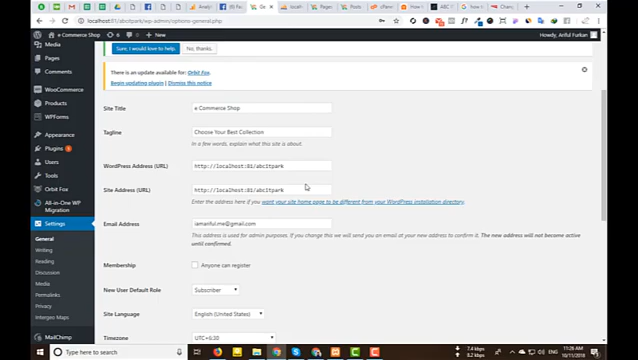 localhost:81/abcitpark/wp-admin/options-general.php
e Commerce Shop
6
0
New
Howdy, Ariful Furkan
Media
Pages
Comments
WooCommerce
Products
WPForms
Appearance
Plugins
Users
Tools
Orbit Fox
All-in-One WP
Migration
Settings
General
Writing
Reading
Discussion
Media
Permalinks
Privacy
Intergeo Maps
MailChimp
Sure, I would love to help.
No, thanks.
There is an update available for: Orbit Fox.
Begin updating plugin | Dismiss this notice
Site Title
e Commerce Shop
Tagline
Choose Your Best Collection
In a few words, explain what this site is about.
WordPress Address (URL)
http://localhost:81/abcitpark
Site Address (URL)
http://localhost:81/abcitpark
Enter the address here if you want your site home page to be different from your WordPress installation directory.
Email Address
iamariful.me@gmail.com
This address is used for admin purposes. If you change this we will send you an email at your new address to confirm it. The new address will not become
active until confirmed.
Membership
Anyone can register
New User Default Role
Subscriber
Site Language
English (United States)
Timezone
Type here to search
7.4 kbps
8.2 kbps
11:26 AM
10/11/2018